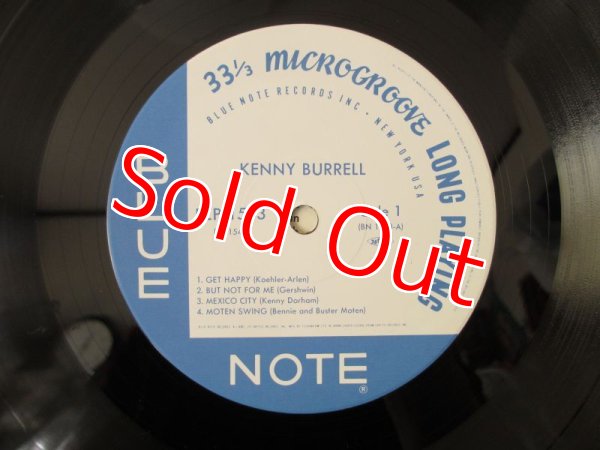 33 1/3 MICROGROOVE LONG PLAYING
BLUE NOTE RECORDS INC • NEW YORK USA
KENNY BURRELL
Sold Out
1. GET HAPPY (Koehler-Arlen)
2. BUT NOT FOR ME (Gershwin)
3. MEXICO CITY (Kenny Dorham)
4. MOTEN SWING (Bennie and Buster Moten)
BLUE
NOTE®